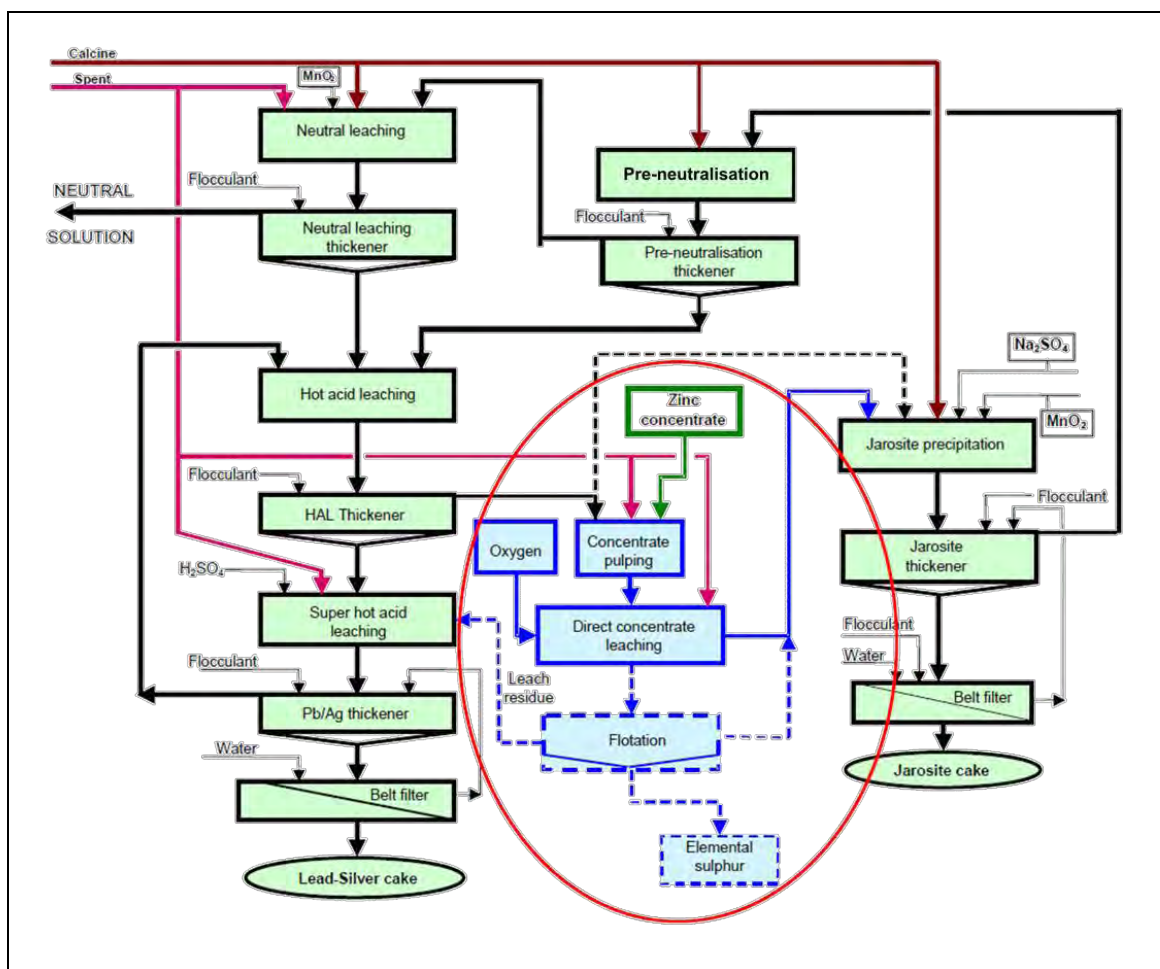 Calcine
Spent
MnO₂
Neutral leaching
Flocculant
NEUTRAL
SOLUTION
Neutral leaching
thickener
Pre-neutralisation
Flocculant
Pre-neutralisation
thickener
Hot acid leaching
Flocculant
HAL Thickener
Zinc
concentrate
Na₂SO₄
MnO₂
Jarosite precipitation
Oxygen
Concentrate
pulping
Flocculant
Jarosite
thickener
H₂SO₄
Super hot acid
leaching
Direct concentrate
leaching
Flocculant
Water
Belt filter
Jarosite cake
Flocculant
Pb/Ag thickener
Leach
residue
Flotation
Water
Belt filter
Elemental
sulphur
Lead-Silver cake